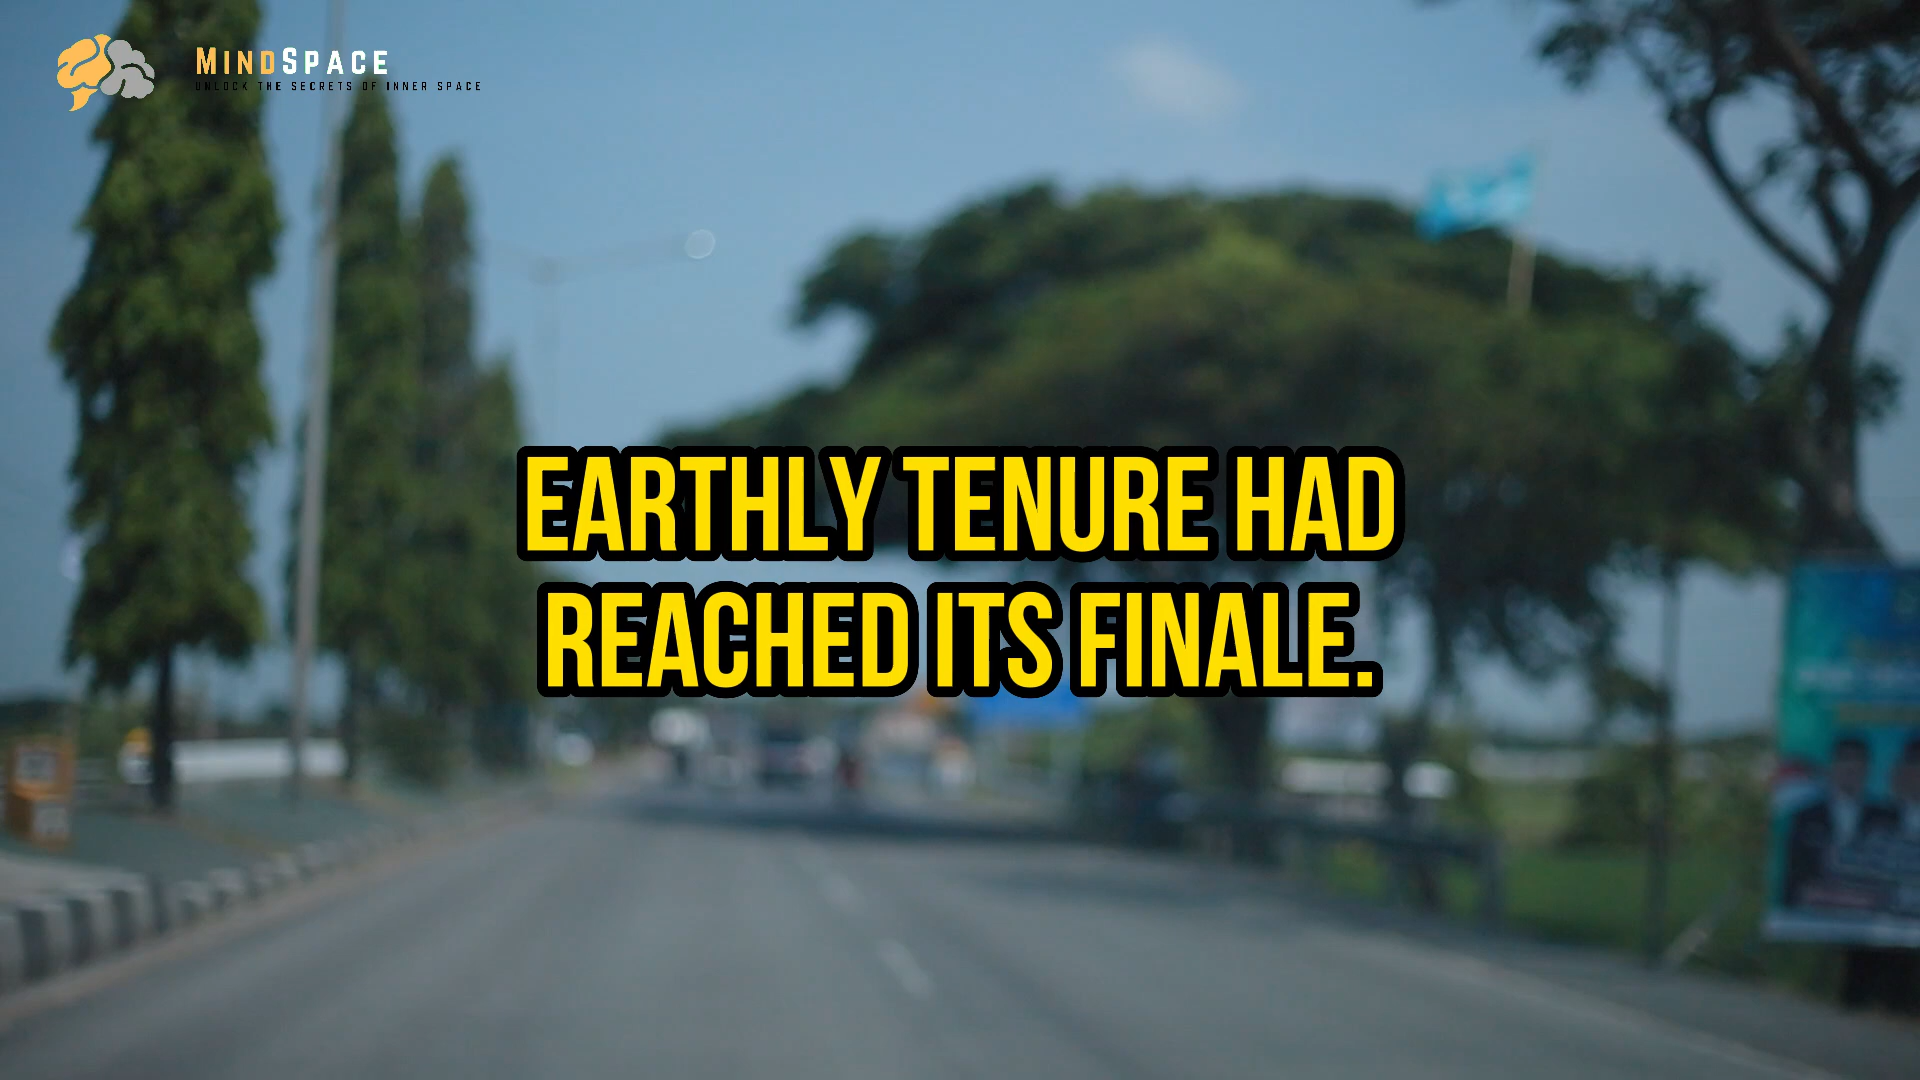 MINDSPACE
UNLOCK THE SECRETS OF INNER SPACE
EARTHLY TENURE HAD
REACHED ITS FINALE.